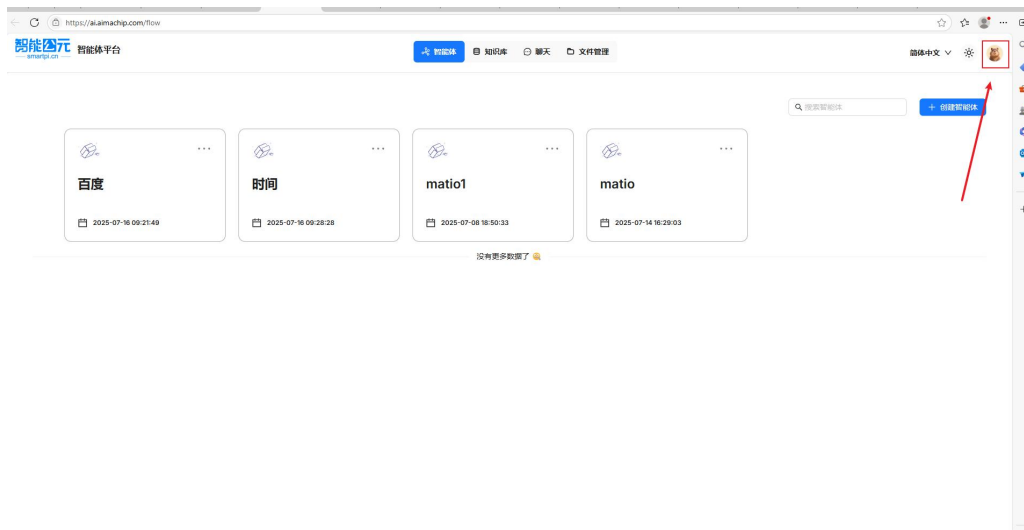 https://ai.aimachip.com/flow
智能公元
smartpi.cn
智能体平台
智能体 知识库 聊天 文件管理
简体中文
搜索智能体
+ 创建智能体
百度
2025-07-16 09:21:49
时间
2025-07-16 09:28:28
matio1
2025-07-08 18:50:33
matio
2025-07-14 16:29:03
没有更多数据了